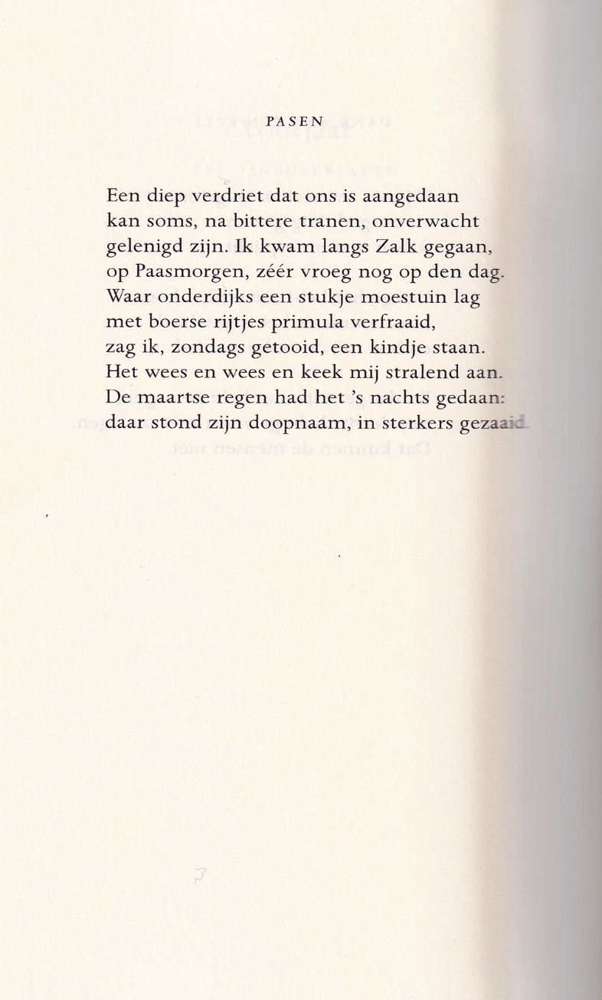 PASEN
Een diep verdriet dat ons is aangedaan
kan soms, na bittere tranen, onverwacht
gelenigd zijn. Ik kwam langs Zalk gegaan,
op Paasmorgen, zéér vroeg nog op den dag.
Waar onderdijks een stukje moestuin lag
met boerse rijtjes primula verfraaid,
zag ik, zondags getooid, een kindje staan.
Het wees en wees en keek mij stralend aan.
De maartse regen had het ’s nachts gedaan:
daar stond zijn doopnaam, in sterkers gezaaid.